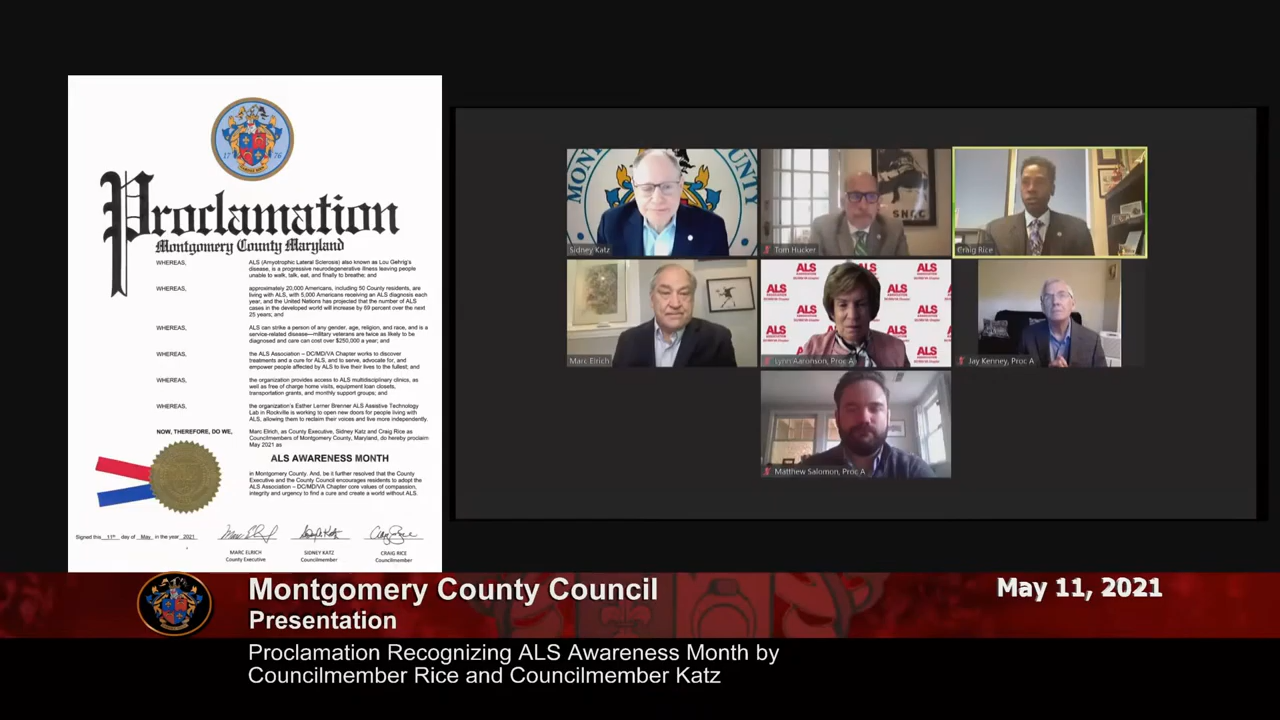 17 76
Proclamation
Montgomery County Maryland
WHEREAS, ALS (Amyotrophic Lateral Sclerosis) also known as Lou Gehrig's
disease, is a progressive neurodegenerative illness leaving people
unable to walk, talk, eat, and finally to breathe; and
WHEREAS, approximately 20,000 Americans, including 50 County residents, are
living with ALS, with 5,000 Americans receiving an ALS diagnosis each
year, and the United Nations has projected that the number of ALS
cases in the developed world will increase by 69 percent over the next
25 years; and
WHEREAS, ALS can strike a person of any gender, age, religion, and race, and is a
service-related disease—military veterans are twice as likely to be
diagnosed and care can cost over $250,000 a year; and
WHEREAS, the ALS Association – DC/MD/VA Chapter works to discover
treatments and a cure for ALS, and to serve, advocate for, and
empower people affected by ALS to live their lives to the fullest; and
WHEREAS, the organization provides access to ALS multidisciplinary clinics, as
well as free of charge home visits, equipment loan closets,
transportation grants, and monthly support groups; and
WHEREAS, the organization's Esther Lerner Brenner ALS Assistive Technology
Lab in Rockville is working to open new doors for people living with
ALS, allowing them to reclaim their voices and live more independently.
NOW, THEREFORE, DO WE, Marc Elrich, as County Executive, Sidney Katz and Craig Rice as
Councilmembers of Montgomery County, Maryland, do hereby proclaim
May 2021 as
ALS AWARENESS MONTH
in Montgomery County. And, be it further resolved that the County
Executive and the County Council encourages residents to adopt the
ALS Association – DC/MD/VA Chapter core values of compassion,
integrity and urgency to find a cure and create a world without ALS.
Signed this 11th day of May in the year 2021
MARC ELRICH SIDNEY KATZ CRAIG RICE
County Executive Councilmember Councilmember
Sidney Katz
Tom Hucker
SNCC
Craig Rice
Marc Elrich
ALS ALS ALS
Lynn Aaronson, Proc A
Jay Kenney, Proc A
Matthew Salomon, Proc A
Montgomery County Council
May 11, 2021
Presentation
Proclamation Recognizing ALS Awareness Month by
Councilmember Rice and Councilmember Katz